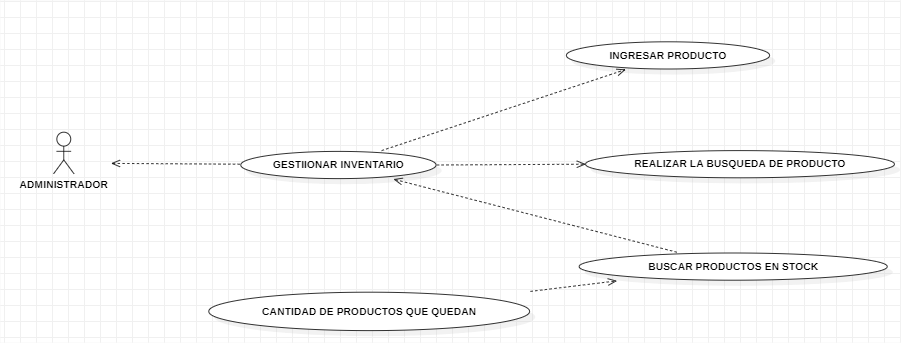 INGRESAR PRODUCTO
ADMINISTRADOR
GESTIIONAR INVENTARIO
REALIZAR LA BUSQUEDA DE PRODUCTO
BUSCAR PRODUCTOS EN STOCK
CANTIDAD DE PRODUCTOS QUE QUEDAN